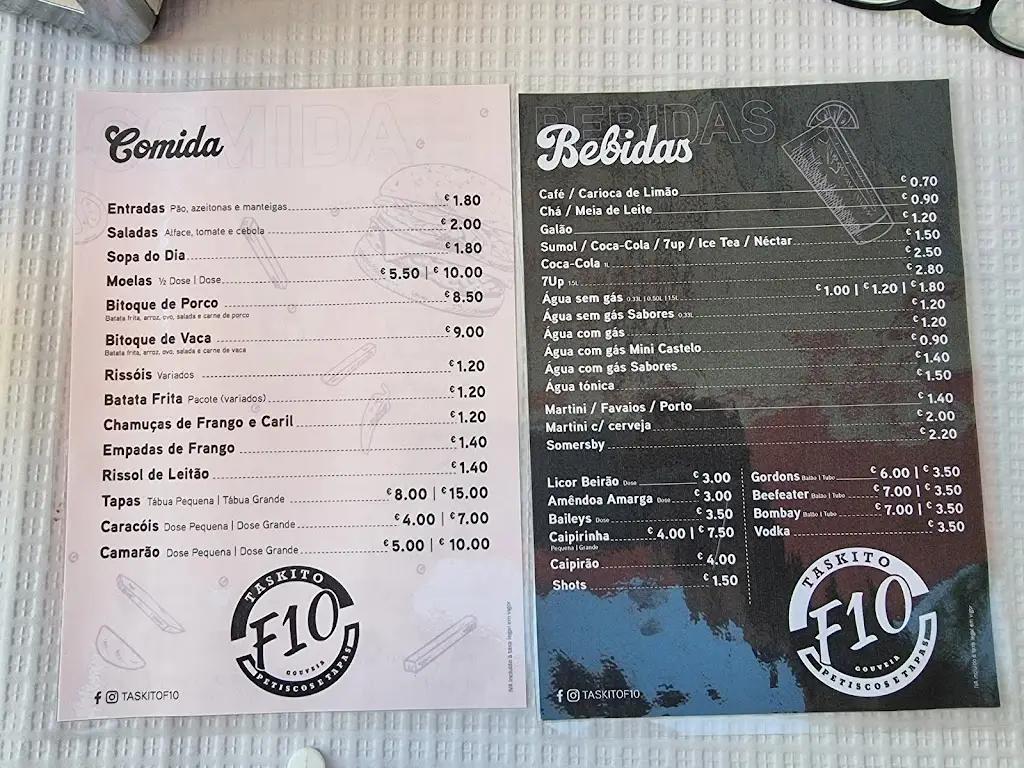 COMIDA
Comida
Entradas Pão, azeitonas e manteigas € 1.80
Saladas Alface, tomate e cebola € 2.00
Sopa do Dia € 1.80
Moelas ½ Dose | Dose € 5.50 | € 10.00
Bitoque de Porco € 8.50
Batata frita, arroz, ovo, salada e carne de porco
Bitoque de Vaca € 9.00
Batata frita, arroz, ovo, salada e carne de vaca
Rissóis Variados € 1.20
Batata Frita Pacote (variados) € 1.20
Chamuças de Frango e Caril € 1.20
Empadas de Frango € 1.40
Rissol de Leitão € 1.40
Tapas Tábua Pequena | Tábua Grande € 8.00 | € 15.00
Caracóis Dose Pequena | Dose Grande € 4.00 | € 7.00
Camarão Dose Pequena | Dose Grande € 5.00 | € 10.00
TASKITO
F10
GOUVEIA
PETISCOS E TAPAS
TASKITOF10
IVA incluído à taxa legal em vigor
BEBIDAS
Bebidas
Café / Carioca de Limão € 0.70
Chá / Meia de Leite € 0.90
Galão € 1.20
Sumol / Coca-Cola / 7up / Ice Tea / Néctar € 1.50
Coca-Cola 1L € 2.50
7Up 1.5L € 2.80
Água sem gás 0.33L | 0.50L | 1.5L € 1.00 | € 1.20 | € 1.80
Água sem gás Sabores 0.33L € 1.20
Água com gás € 1.20
Água com gás Mini Castelo € 0.90
Água com gás Sabores € 1.40
Água tónica € 1.50
Martini / Favaios / Porto € 1.40
Martini c/ cerveja € 2.00
Somersby € 2.20
Licor Beirão Dose € 3.00
Amêndoa Amarga Dose € 3.00
Baileys Dose € 3.50
Caipirinha € 4.00 | € 7.50
Pequena | Grande
Caipirão € 4.00
Shots € 1.50
Gordons Balão | Tubo € 6.00 | € 3.50
Beefeater Balão | Tubo € 7.00 | € 3.50
Bombay Balão | Tubo € 7.00 | € 3.50
Vodka € 3.50
TASKITO
F10
GOUVEIA
PETISCOS E TAPAS
TASKITOF10
IVA incluído à taxa legal em vigor